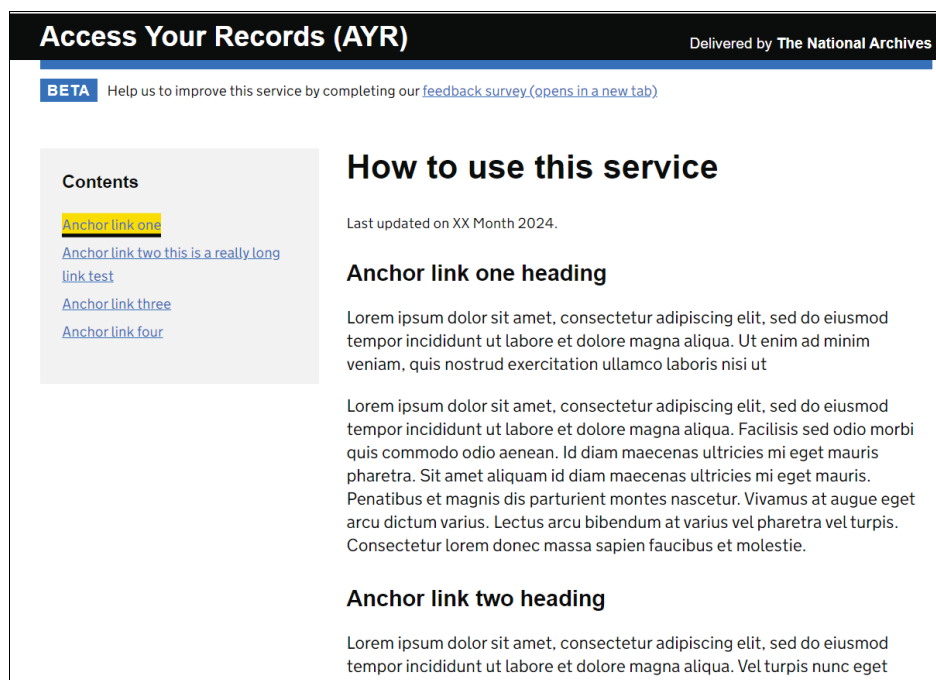 Access Your Records (AYR)
Delivered by The National Archives
BETA Help us to improve this service by completing our feedback survey (opens in a new tab)
Contents
Anchor link one
Anchor link two this is a really long
link test
Anchor link three
Anchor link four
How to use this service
Last updated on XX Month 2024.
Anchor link one heading
Lorem ipsum dolor sit amet, consectetur adipiscing elit, sed do eiusmod
tempor incididunt ut labore et dolore magna aliqua. Ut enim ad minim
veniam, quis nostrud exercitation ullamco laboris nisi ut
Lorem ipsum dolor sit amet, consectetur adipiscing elit, sed do eiusmod
tempor incididunt ut labore et dolore magna aliqua. Facilisis sed odio morbi
quis commodo odio aenean. Id diam maecenas ultricies mi eget mauris
pharetra. Sit amet aliquam id diam maecenas ultricies mi eget mauris.
Penatibus et magnis dis parturient montes nascetur. Vivamus at augue eget
arcu dictum varius. Lectus arcu bibendum at varius vel pharetra vel turpis.
Consectetur lorem donec massa sapien faucibus et molestie.
Anchor link two heading
Lorem ipsum dolor sit amet, consectetur adipiscing elit, sed do eiusmod
tempor incididunt ut labore et dolore magna aliqua. Vel turpis nunc eget